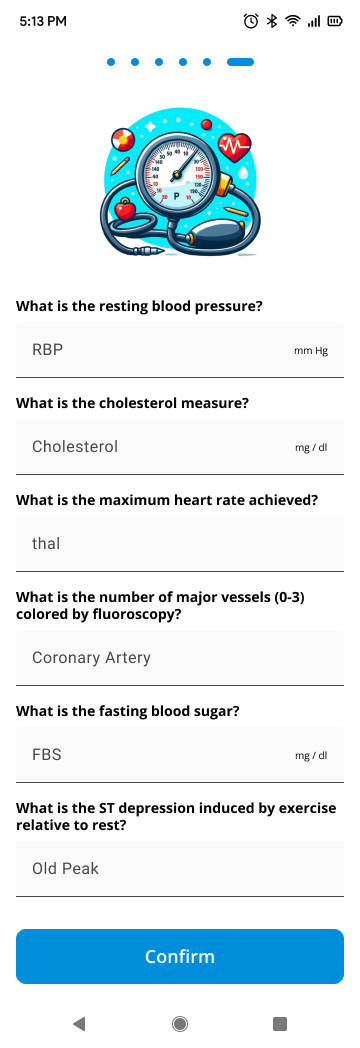 5:13 PM
P
What is the resting blood pressure?
RBP
mm Hg
What is the cholesterol measure?
Cholesterol
mg / dl
What is the maximum heart rate achieved?
thal
What is the number of major vessels (0-3)
colored by fluoroscopy?
Coronary Artery
What is the fasting blood sugar?
FBS
mg / dl
What is the ST depression induced by exercise
relative to rest?
Old Peak
Confirm